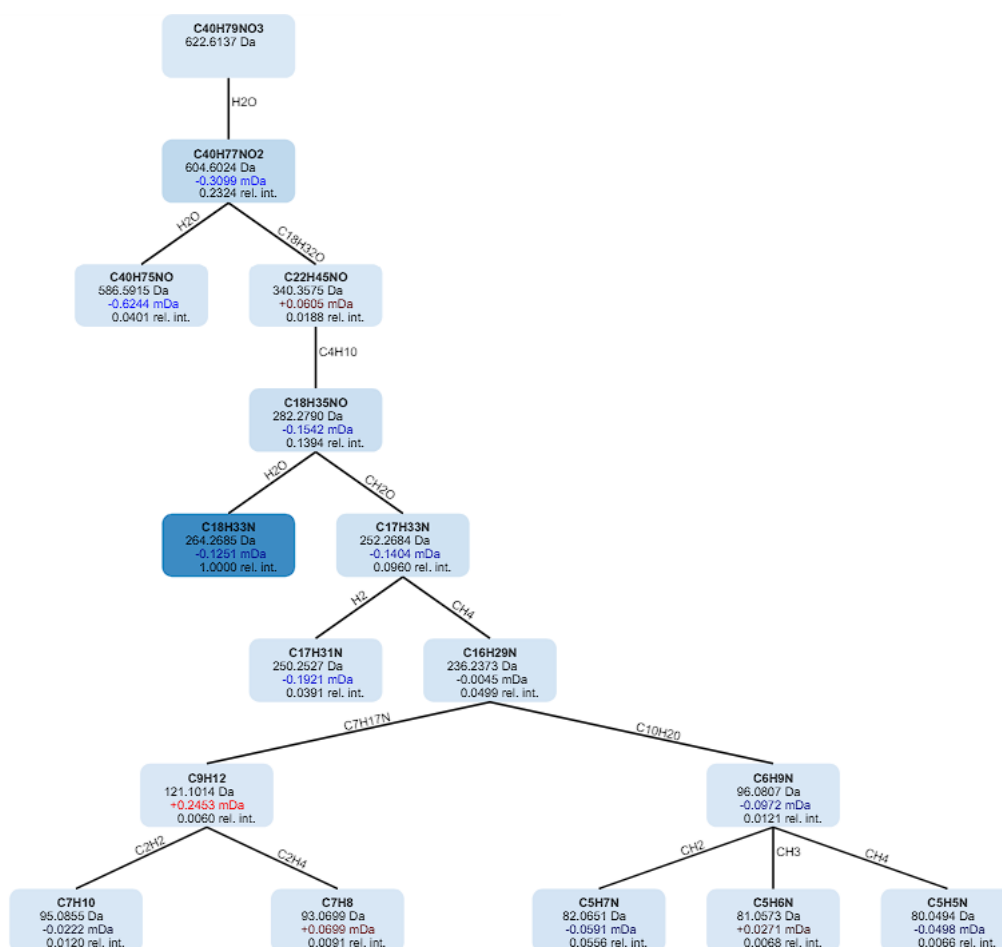 C40H79NO3
622.6137 Da
H2O
C40H77NO2
604.6024 Da
-0.3099 mDa
0.2324 rel. int.
H2O
C18H32O
C40H75NO
586.5915 Da
-0.6244 mDa
0.0401 rel. int.
C22H45NO
340.3575 Da
+0.0605 mDa
0.0188 rel. int.
C4H10
C18H35NO
282.2790 Da
-0.1542 mDa
0.1394 rel. int.
H2O
CH2O
C18H33N
264.2685 Da
-0.1251 mDa
1.0000 rel. int.
C17H33N
252.2684 Da
-0.1404 mDa
0.0960 rel. int.
H2
CH4
C17H31N
250.2527 Da
-0.1921 mDa
0.0391 rel. int.
C16H29N
236.2373 Da
-0.0045 mDa
0.0499 rel. int.
C7H17N
C10H20
C9H12
121.1014 Da
+0.2453 mDa
0.0060 rel. int.
C6H9N
96.0807 Da
-0.0972 mDa
0.0121 rel. int.
C2H2
C2H4
CH2
CH3
CH4
C7H10
95.0855 Da
-0.0222 mDa
0.0120 rel. int.
C7H8
93.0699 Da
+0.0699 mDa
0.0091 rel. int.
C5H7N
82.0651 Da
-0.0591 mDa
0.0556 rel. int.
C5H6N
81.0573 Da
+0.0271 mDa
0.0068 rel. int.
C5H5N
80.0494 Da
-0.0498 mDa
0.0066 rel. int.